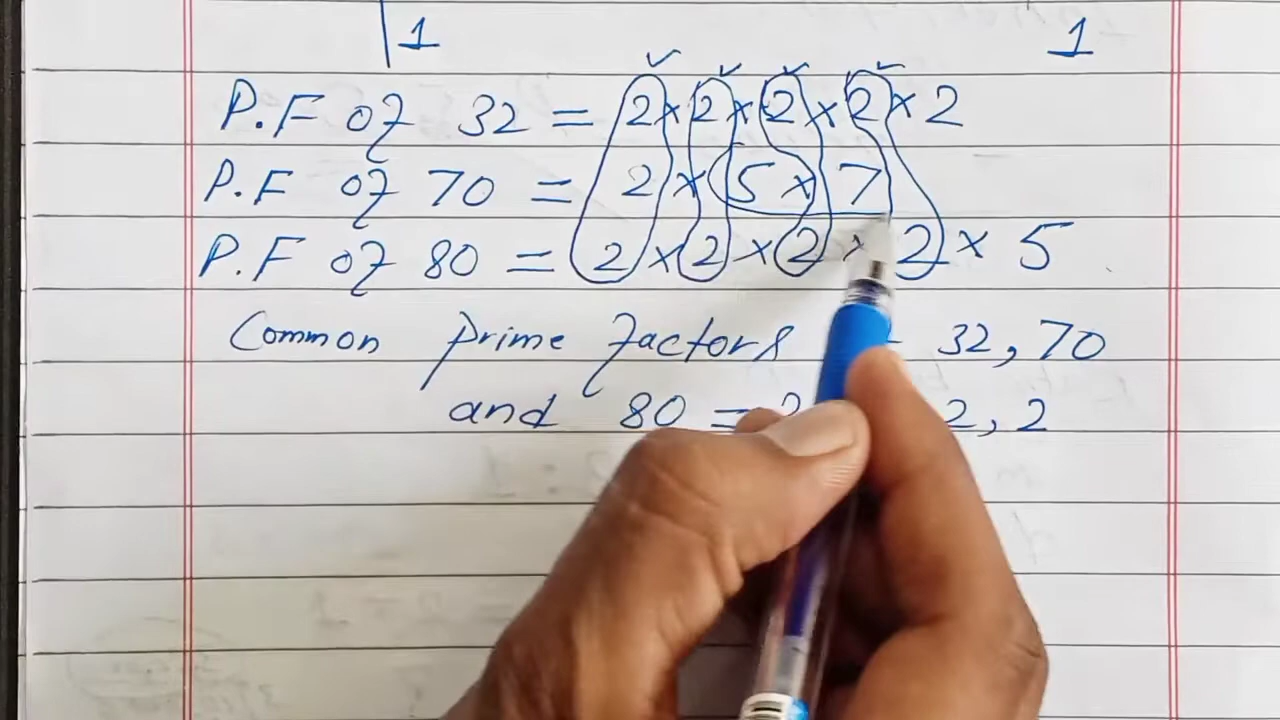 1 1
P.F of 32 = 2 × 2 × 2 × 2 × 2
P.F of 70 = 2 × 5 × 7
P.F of 80 = 2 × 2 × 2 × 2 × 5
Common prime factors 32, 70
and 80 = 2, 2